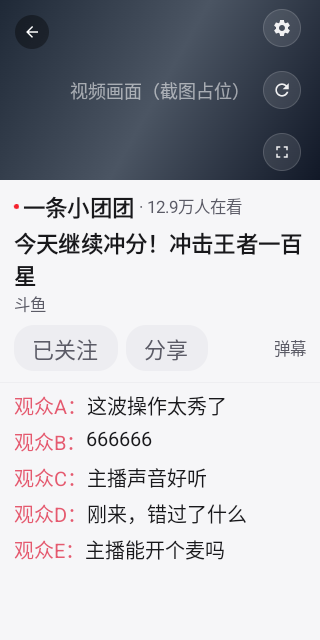 视频画面（截图占位）
一条小团团 · 12.9万人在看
今天继续冲分！冲击王者一百
星
斗鱼
已关注 分享 弹幕
观众A：这波操作太秀了
观众B：666666
观众C：主播声音好听
观众D：刚来，错过了什么
观众E：主播能开个麦吗